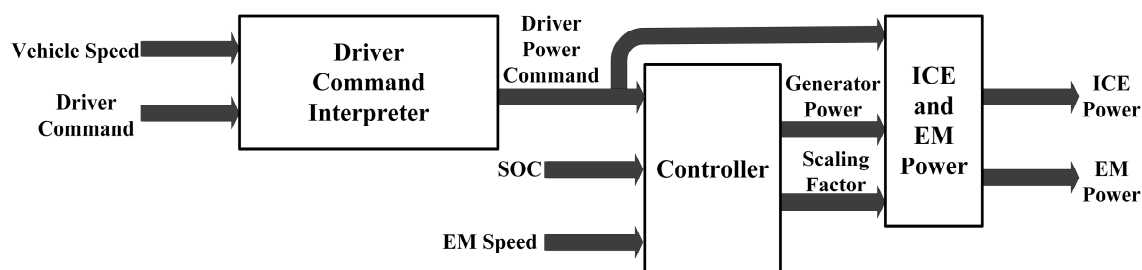 Vehicle Speed
Driver
Command
Driver
Command
Interpreter
Driver
Power
Command
SOC
EM Speed
Controller
Generator
Power
Scaling
Factor
ICE
and
EM
Power
ICE
Power
EM
Power